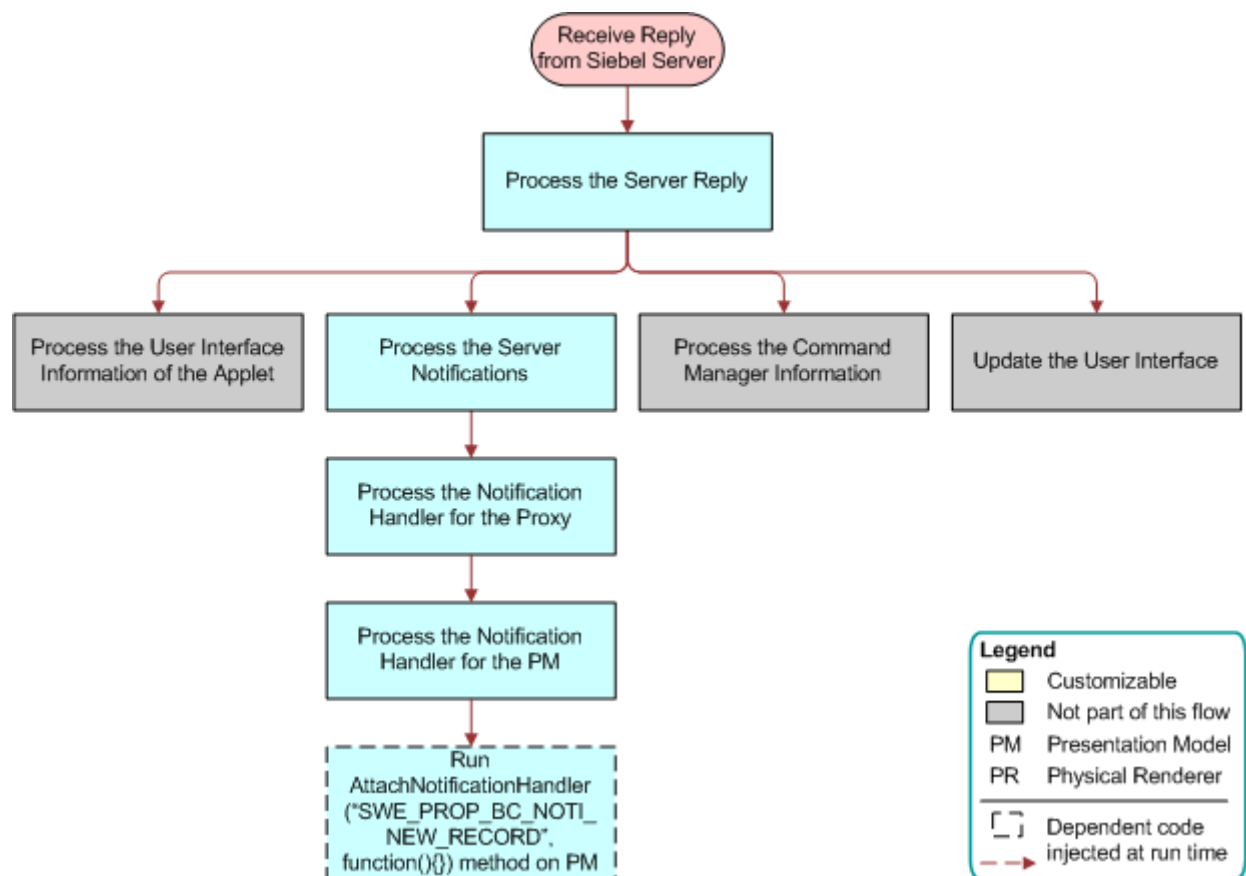 Receive Reply
from Siebel Server
Process the Server Reply
Process the User Interface
Information of the Applet
Process the Server
Notifications
Process the Command
Manager Information
Update the User Interface
Process the Notification
Handler for the Proxy
Process the Notification
Handler for the PM
Run
AttachNotificationHandler
("SWE_PROP_BC_NOTI_
NEW_RECORD",
function(){}) method on PM
Legend
Customizable
Not part of this flow
PM Presentation Model
PR Physical Renderer
Dependent code
injected at run time